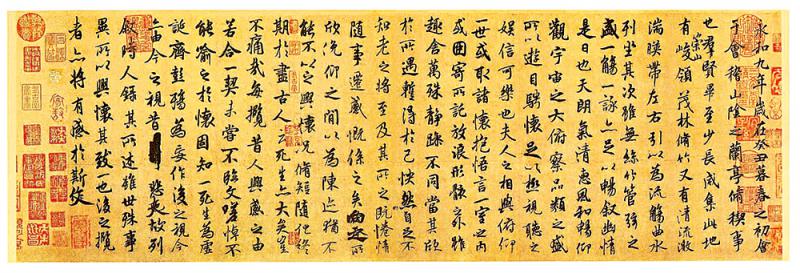 永和九年歲在癸丑暮春之初會
于會稽山陰之蘭亭脩稧事
也羣賢畢至少長咸集此地
有崇山峻領茂林脩竹又有清流激
湍暎帶左右引以為流觴曲水
列坐其次雖無絲竹管弦之
盛一觴一詠亦足以暢敘幽情
是日也天朗氣清惠風和暢仰
觀宇宙之大俯察品類之盛
所以遊目騁懷足以極視聽之
娛信可樂也夫人之相與俯仰
一世或取諸懷抱悟言一室之內
或因寄所託放浪形骸之外雖
趣舍萬殊靜躁不同當其欣
於所遇蹔得於己怏然自足不
知老之將至及其所之既惓情
隨事遷感慨係之矣向之所
欣俛仰之間以為陳迹猶不
能不以之興懷況脩短隨化終
期於盡古人云死生亦大矣豈
不痛哉每攬昔人興感之由
若合一契未嘗不臨文嗟悼不
能喻之於懷固知一死生為虛
誕齊彭殤為妄作後之視今
亦由今之視昔悲夫故列
敘時人錄其所述雖世殊事
異所以興懷其致一也後之攬
者亦將有感於斯文